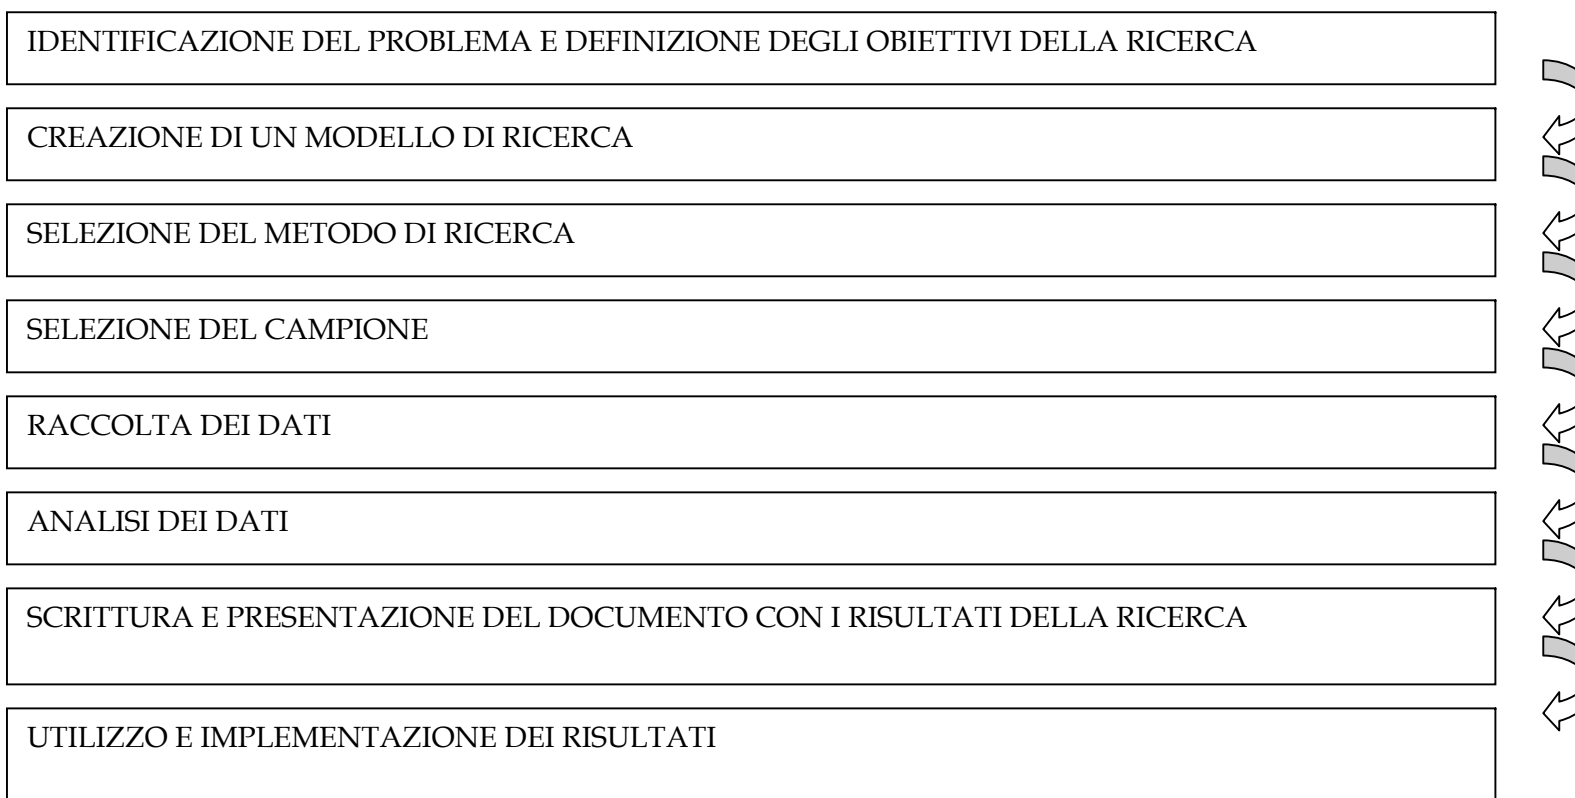 IDENTIFICAZIONE DEL PROBLEMA E DEFINIZIONE DEGLI OBIETTIVI DELLA RICERCA
CREAZIONE DI UN MODELLO DI RICERCA
SELEZIONE DEL METODO DI RICERCA
SELEZIONE DEL CAMPIONE
RACCOLTA DEI DATI
ANALISI DEI DATI
SCRITTURA E PRESENTAZIONE DEL DOCUMENTO CON I RISULTATI DELLA RICERCA
UTILIZZO E IMPLEMENTAZIONE DEI RISULTATI